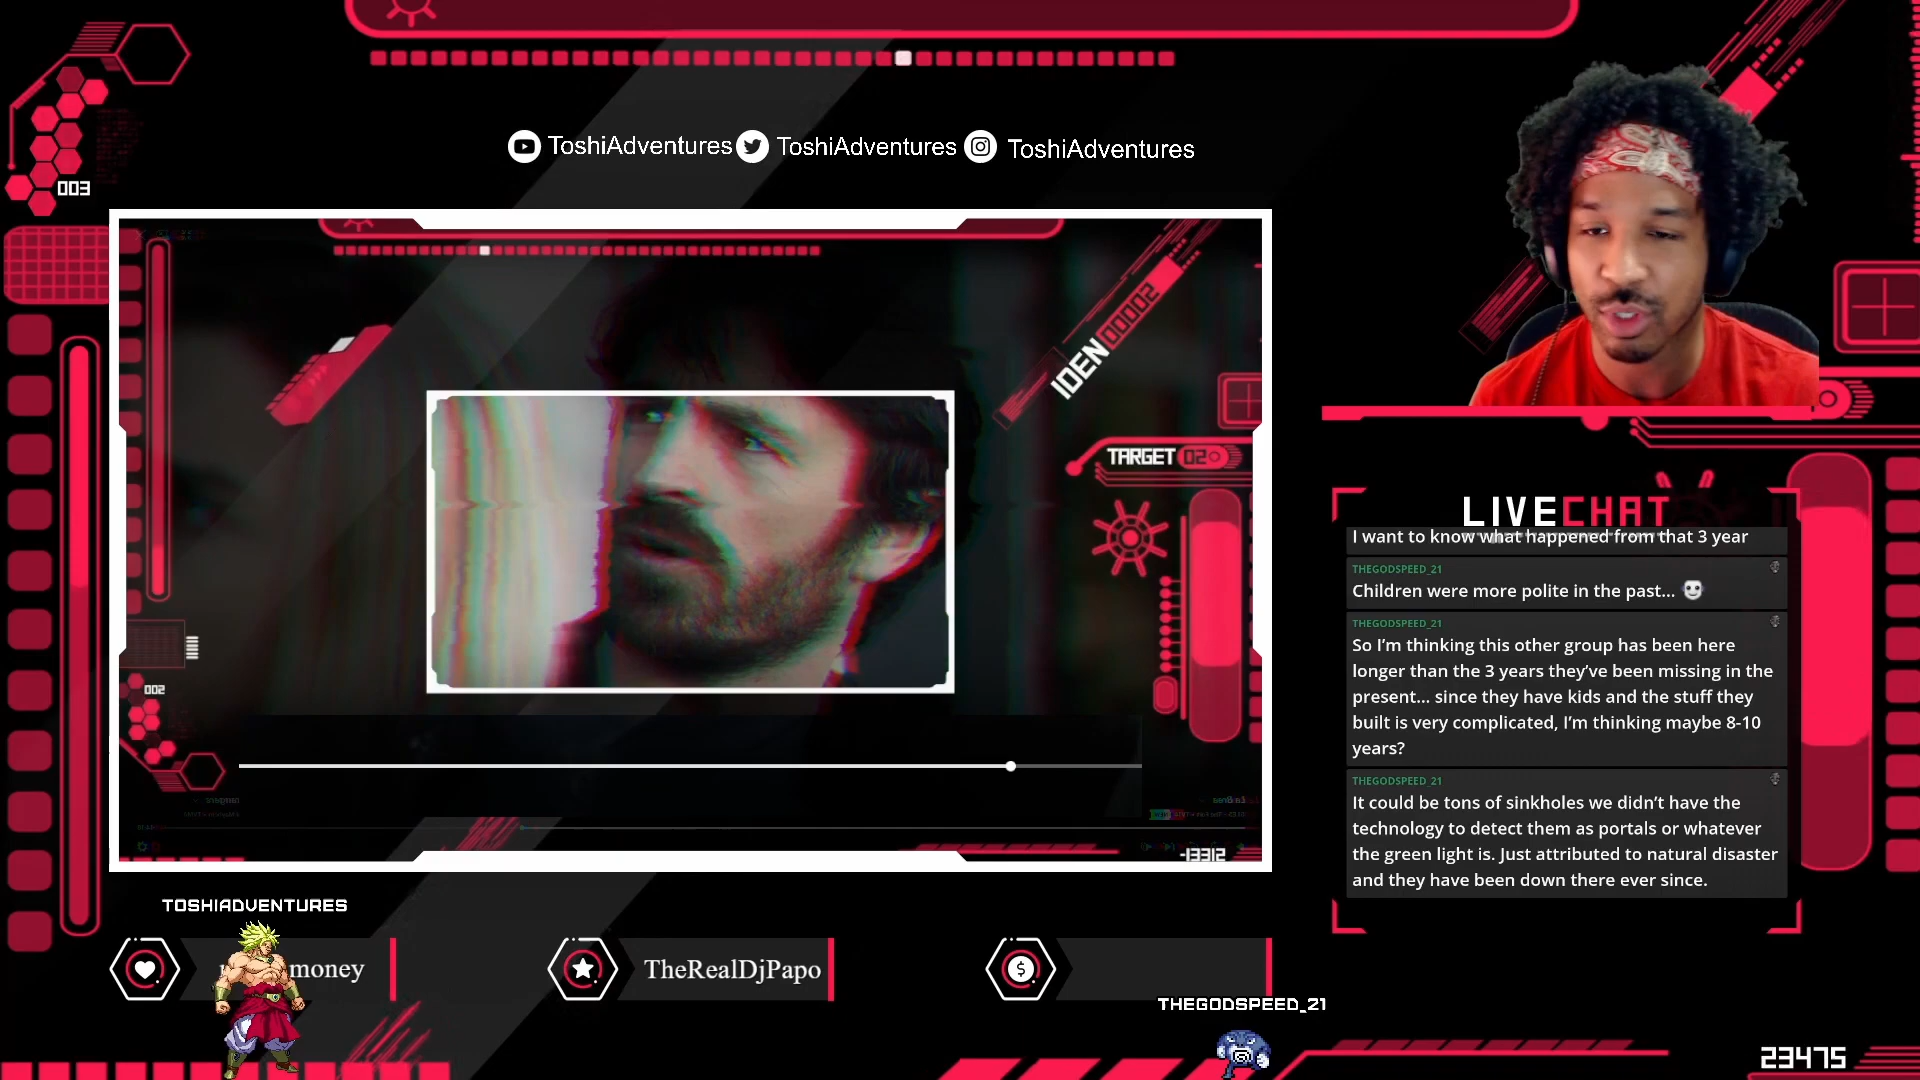 ToshiAdventures
ToshiAdventures
ToshiAdventures
003
IDEN 00002
TARGET 02
002
-13312
LIVECHAT
I want to know what happened from that 3 year
THEGODSPEED_21
Children were more polite in the past...
THEGODSPEED_21
So I’m thinking this other group has been here
longer than the 3 years they’ve been missing in the
present... since they have kids and the stuff they
built is very complicated, I’m thinking maybe 8-10
years?
THEGODSPEED_21
It could be tons of sinkholes we didn’t have the
technology to detect them as portals or whatever
the green light is. Just attributed to natural disaster
and they have been down there ever since.
TOSHIADVENTURES
money
TheRealDjPapo
THEGODSPEED_21
23475